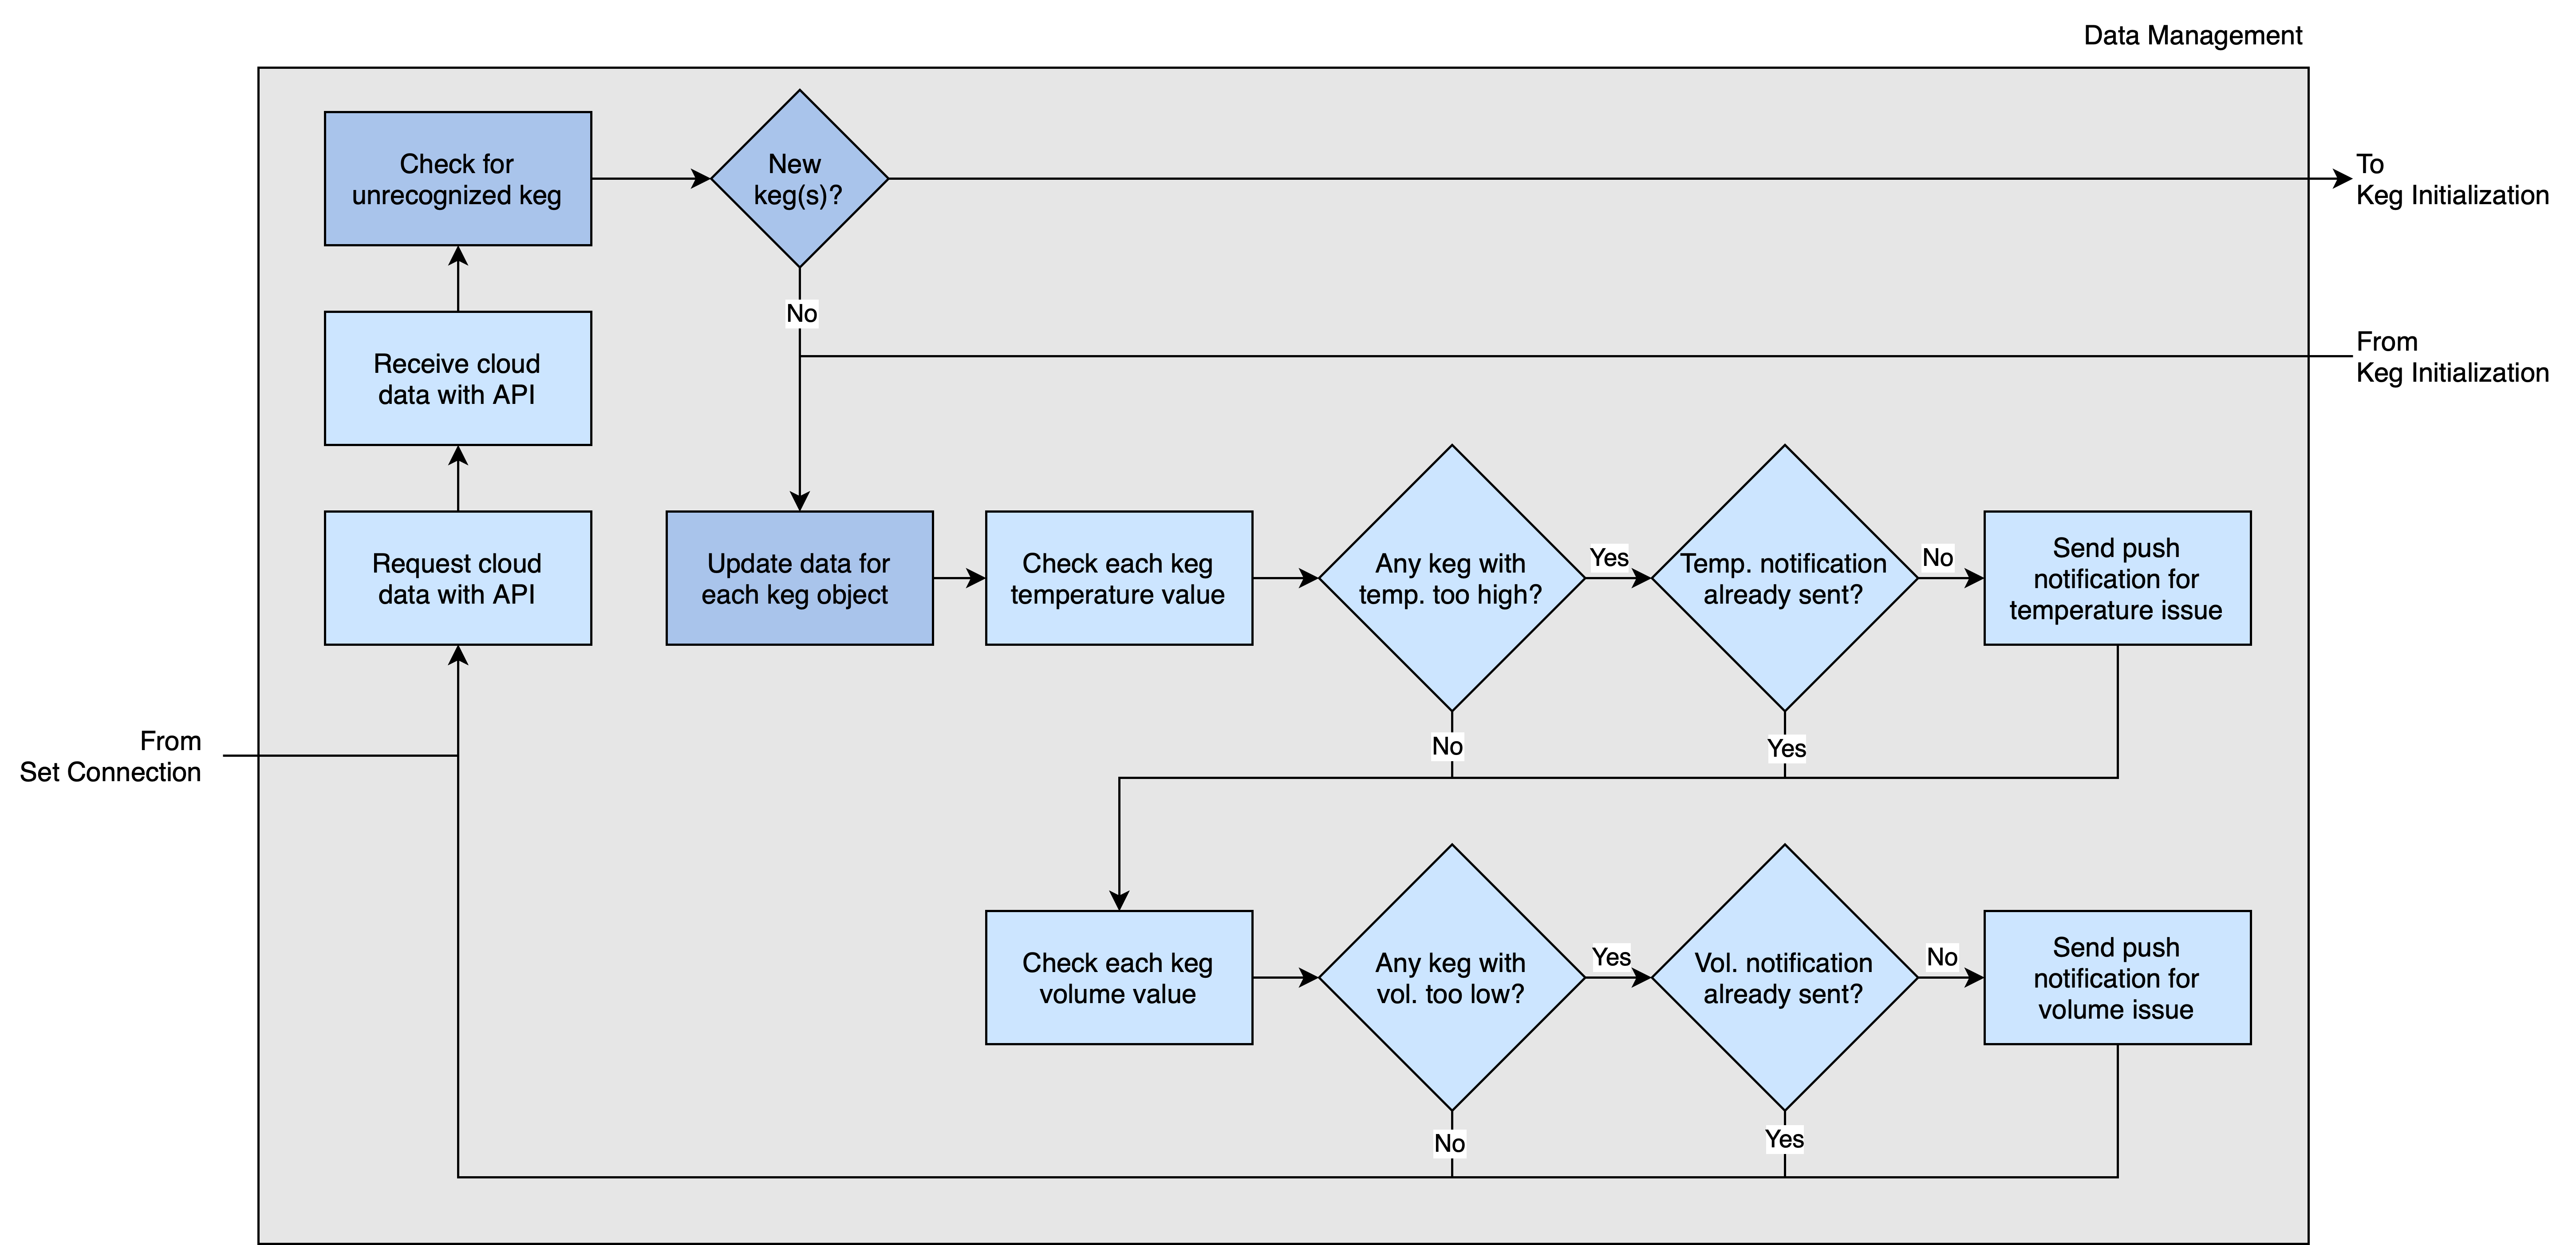 Data Management
Check for
unrecognized keg
New
keg(s)?
To
Keg Initialization
No
From
Keg Initialization
Receive cloud
data with API
Request cloud
data with API
Update data for
each keg object
Check each keg
temperature value
Any keg with
temp. too high?
Yes
Temp. notification
already sent?
No
Send push
notification for
temperature issue
No
Yes
From
Set Connection
Check each keg
volume value
Any keg with
vol. too low?
Yes
Vol. notification
already sent?
No
Send push
notification for
volume issue
No
Yes